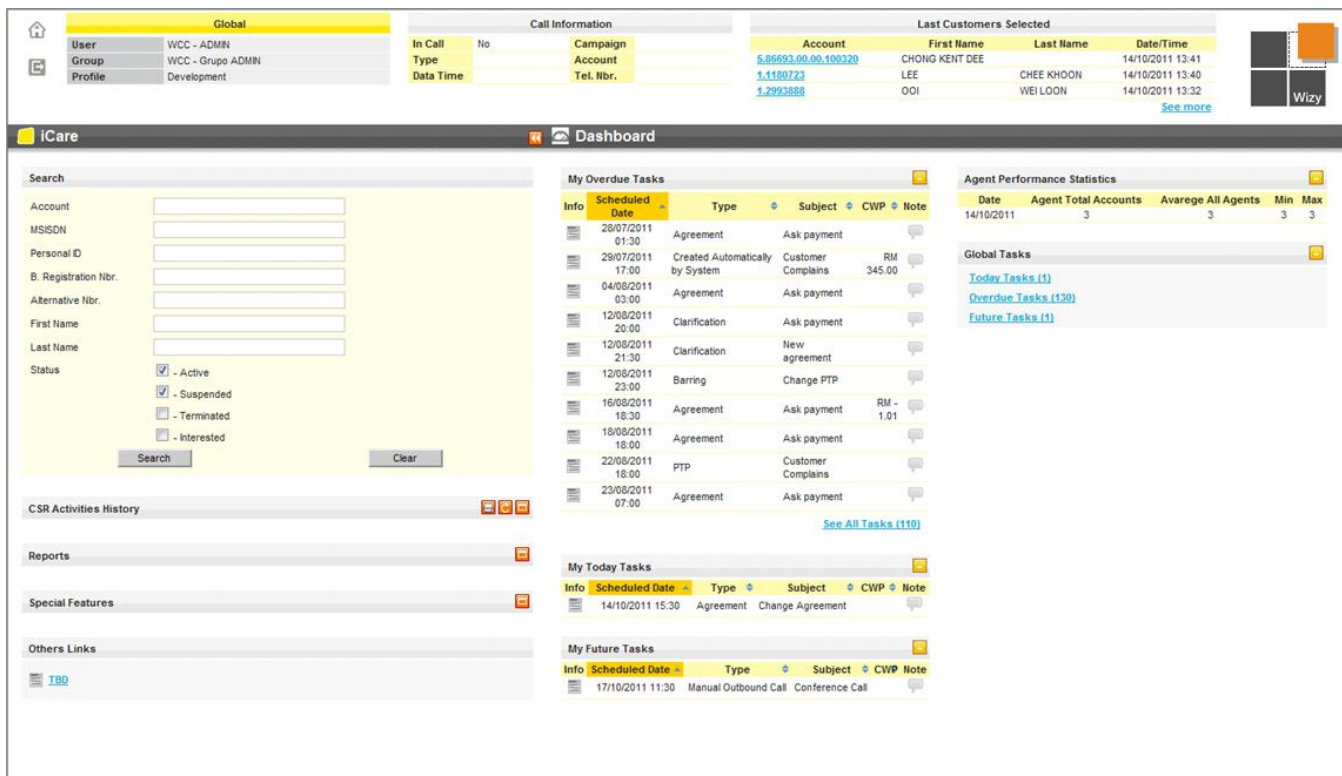 Global
User WCC - ADMIN
Group WCC - Grupo ADMIN
Profile Development
Call Information
In Call No Campaign
Type Account
Data Time Tel. Nbr.
Last Customers Selected
Account First Name Last Name Date/Time
5.86693.00.00.100320 CHONG KENT DEE 14/10/2011 13:41
1.1180723 LEE CHEE KHOON 14/10/2011 13:40
1.2993888 OOI WEI LOON 14/10/2011 13:32
See more
Wizy
iCare
Dashboard
Search
Account
MSISDN
Personal ID
B. Registration Nbr.
Alternative Nbr.
First Name
Last Name
Status - Active
- Suspended
- Terminated
- Interested
Search Clear
CSR Activities History
Reports
Special Features
Others Links
TBD
My Overdue Tasks
Info Scheduled Date Type Subject CWP Note
28/07/2011 01:30 Agreement Ask payment
29/07/2011 17:00 Created Automatically by System Customer Complains RM 345.00
04/08/2011 03:00 Agreement Ask payment
12/08/2011 20:00 Clarification Ask payment
12/08/2011 21:30 Clarification New agreement
12/08/2011 23:00 Barring Change PTP
16/08/2011 18:30 Agreement Ask payment RM - 1.01
18/08/2011 18:00 Agreement Ask payment
22/08/2011 18:00 PTP Customer Complains
23/08/2011 07:00 Agreement Ask payment
See All Tasks (110)
My Today Tasks
Info Scheduled Date Type Subject CWP Note
14/10/2011 15:30 Agreement Change Agreement
My Future Tasks
Info Scheduled Date Type Subject CWP Note
17/10/2011 11:30 Manual Outbound Call Conference Call
Agent Performance Statistics
Date Agent Total Accounts Avarege All Agents Min Max
14/10/2011 3 3 3 3
Global Tasks
Today Tasks (1)
Overdue Tasks (130)
Future Tasks (1)